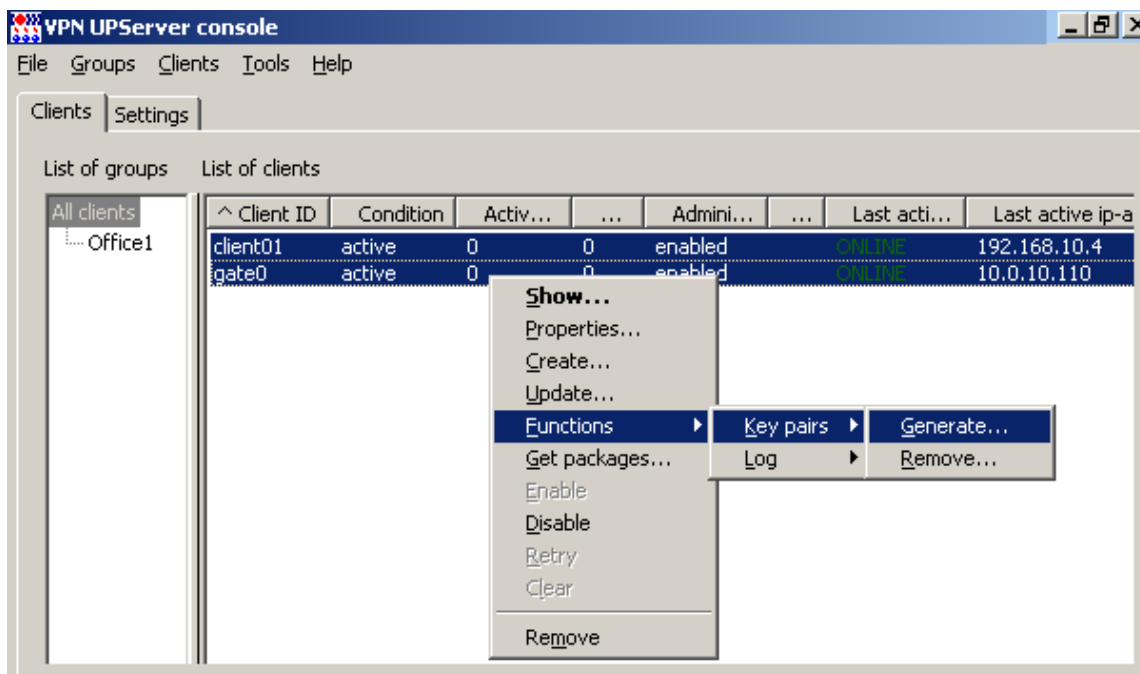 VPN UPServer console
File Groups Clients Tools Help
Clients Settings
List of groups List of clients
All clients
Office1
^ Client ID Condition Activ... ... Admini... ... Last acti... Last active ip-a
client01 active 0 0 enabled ONLINE 192.168.10.4
gate0 active 0 0 enabled ONLINE 10.0.10.110
Show...
Properties...
Create...
Update...
Functions
Get packages...
Enable
Disable
Retry
Clear
Remove
Key pairs
Log
Generate...
Remove...